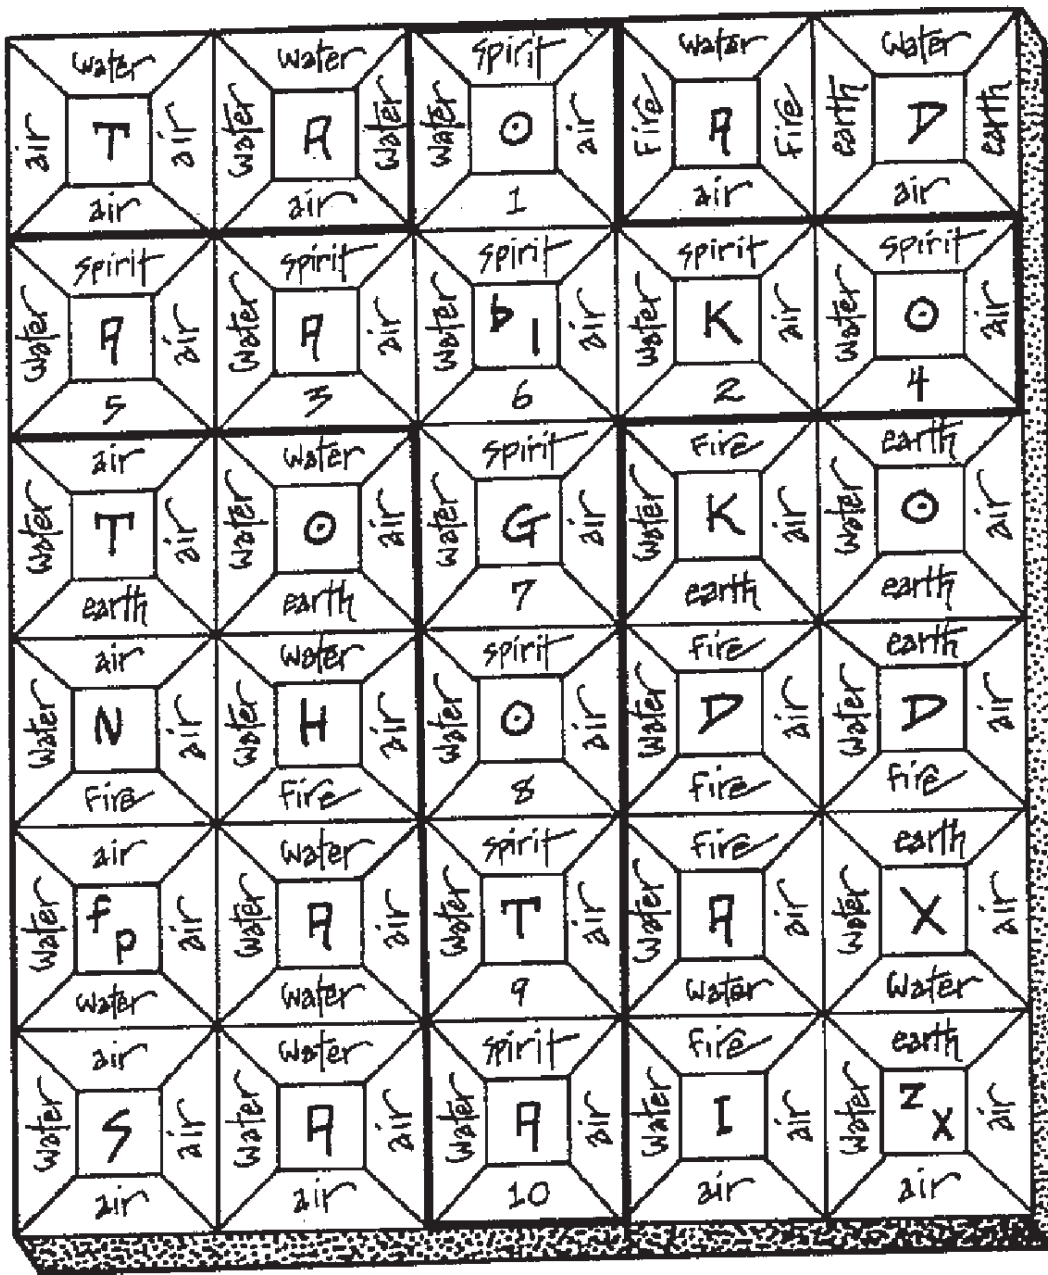 water water spirit water water
air T air water A water water O air Fire A Fire earth D earth
air air 1 air air
spirit spirit spirit spirit spirit
water A air water A air water b l air water K air water O air
5 3 6 2 4
air water spirit Fire earth
water T air water O air water G air water K air water O air
earth earth 7 earth earth
air water spirit Fire earth
water N air water H air water O air water D air water D air
Fire Fire 8 Fire fire
air water spirit Fire earth
water f p air water A air water T air water A air water X air
water water 9 water water
air water spirit Fire earth
water S air water A air water A air water I air water Z X air
air air 10 air air